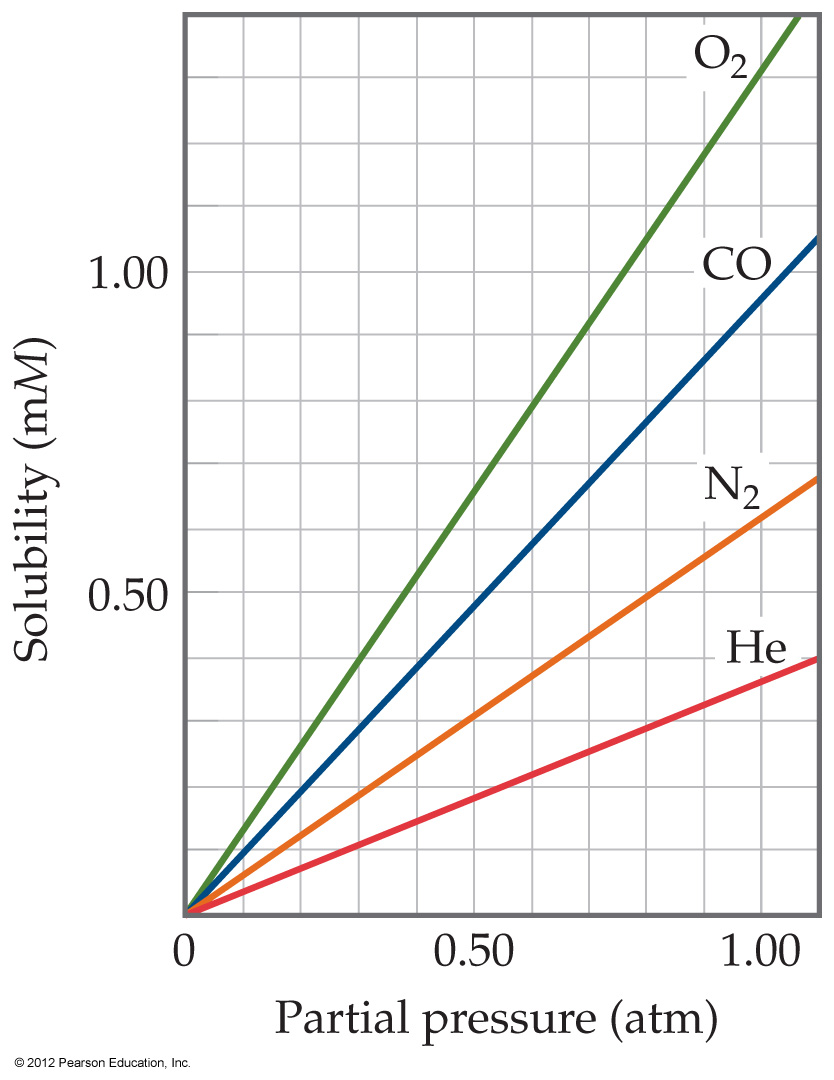 O₂
CO
1.00
N₂
0.50
He
Solubility (mM)
0
0.50
1.00
Partial pressure (atm)
© 2012 Pearson Education, Inc.